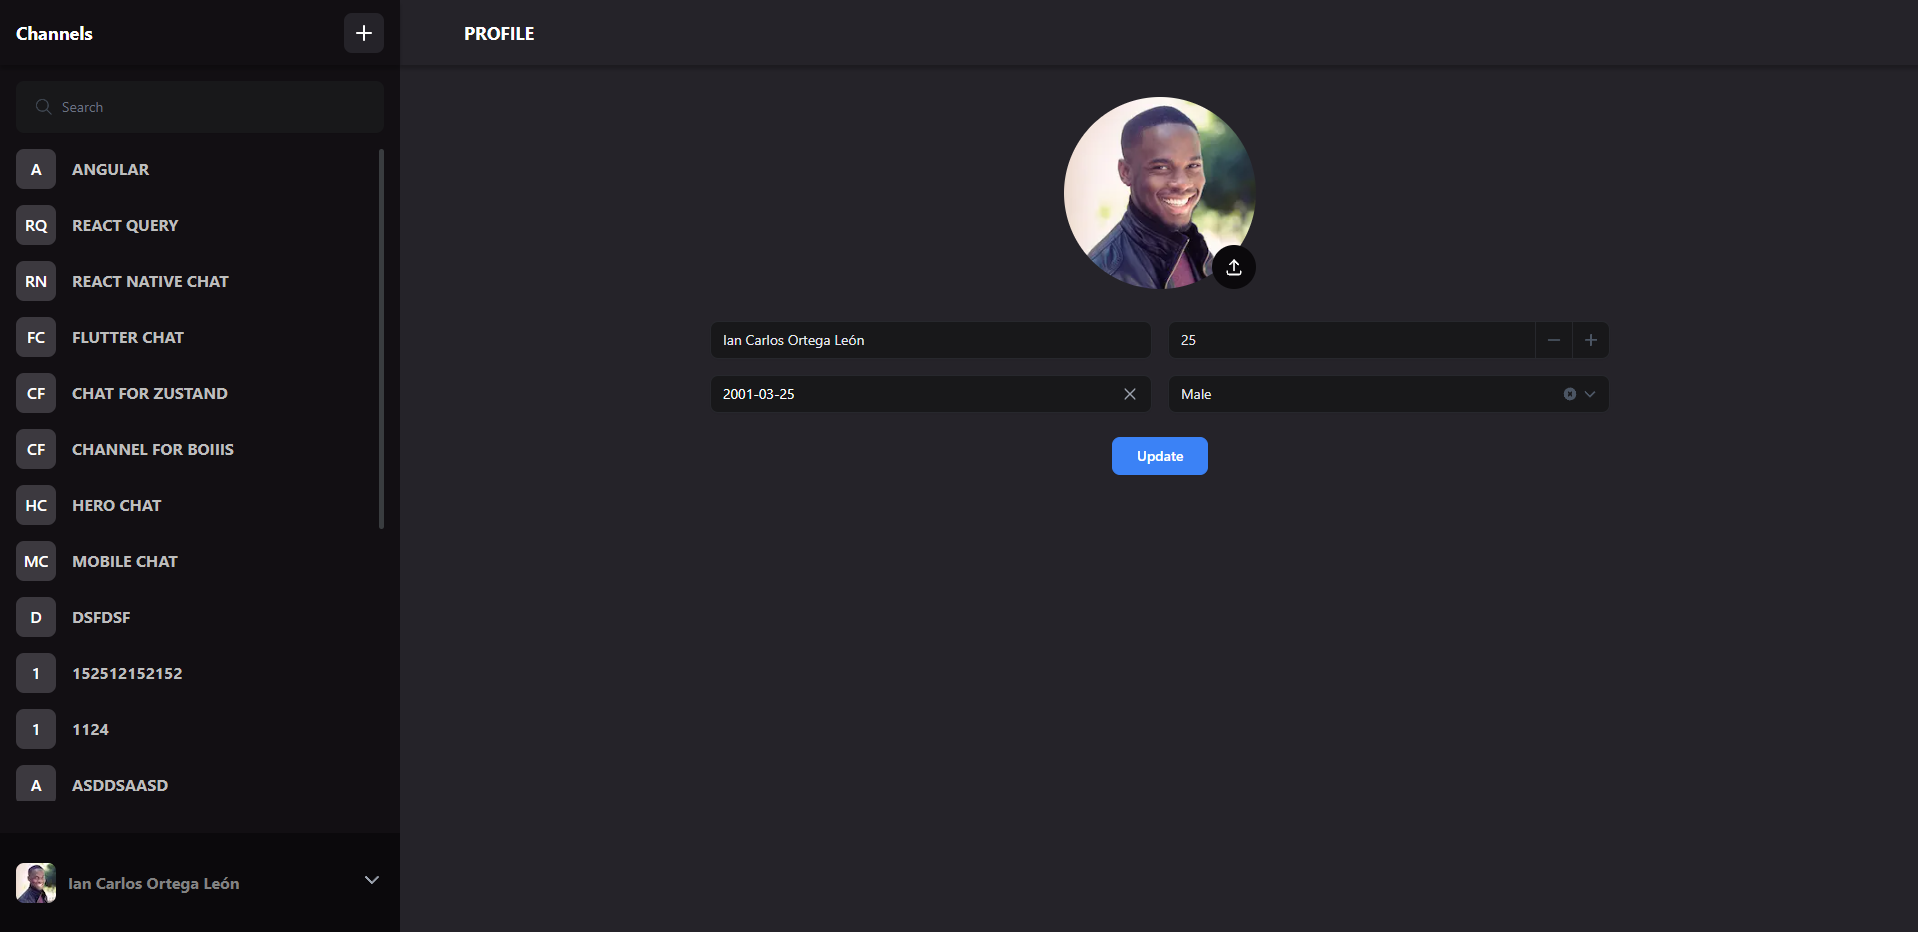 Channels
Search
A ANGULAR
RQ REACT QUERY
RN REACT NATIVE CHAT
FC FLUTTER CHAT
CF CHAT FOR ZUSTAND
CF CHANNEL FOR BOIIIS
HC HERO CHAT
MC MOBILE CHAT
D DSFDSF
1 152512152152
1 1124
A ASDDSAASD
Ian Carlos Ortega León
PROFILE
Ian Carlos Ortega León
25
2001-03-25
Male
Update